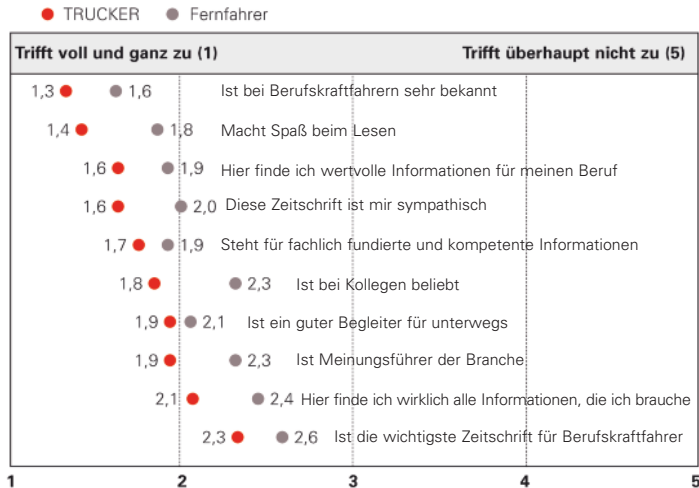 TRUCKER Fernfahrer
Trifft voll und ganz zu (1) Trifft überhaupt nicht zu (5)
1,3 1,6 Ist bei Berufskraftfahrern sehr bekannt
1,4 1,8 Macht Spaß beim Lesen
1,6 1,9 Hier finde ich wertvolle Informationen für meinen Beruf
1,6 2,0 Diese Zeitschrift ist mir sympathisch
1,7 1,9 Steht für fachlich fundierte und kompetente Informationen
1,8 2,3 Ist bei Kollegen beliebt
1,9 2,1 Ist ein guter Begleiter für unterwegs
1,9 2,3 Ist Meinungsführer der Branche
2,1 2,4 Hier finde ich wirklich alle Informationen, die ich brauche
2,3 2,6 Ist die wichtigste Zeitschrift für Berufskraftfahrer
1 2 3 4 5